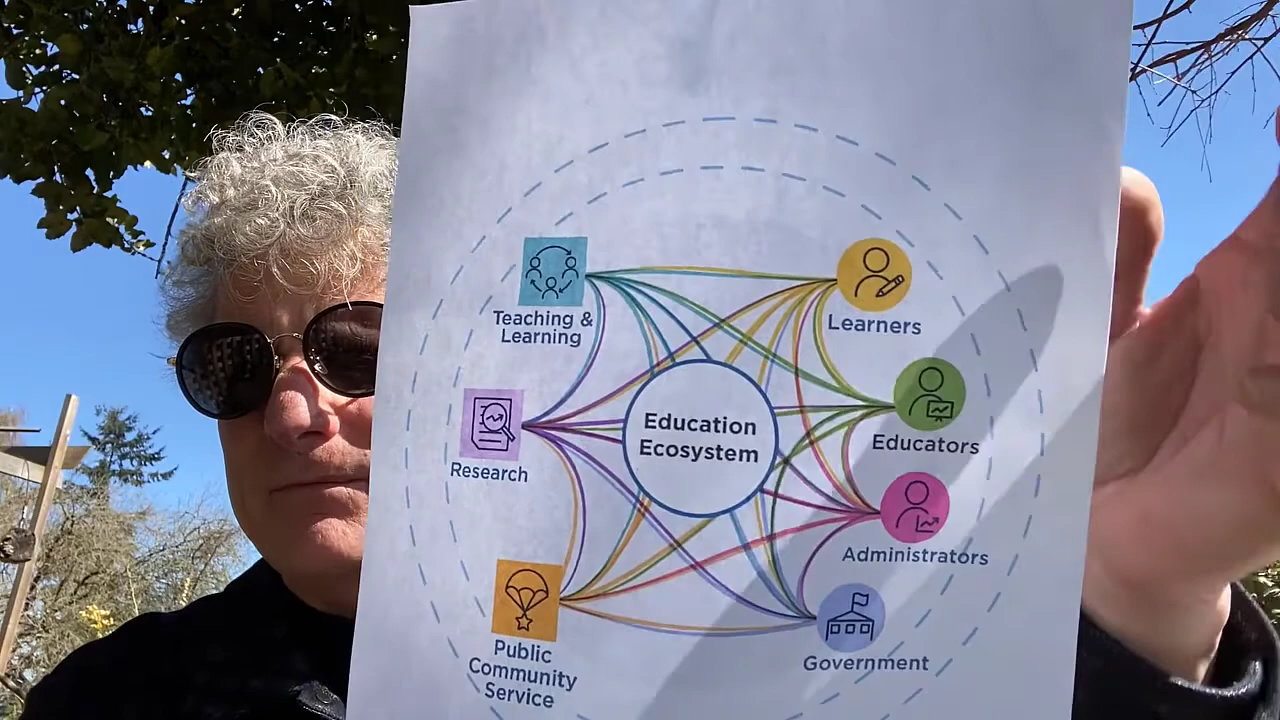 Teaching &
Learning
Learners
Research
Education
Ecosystem
Educators
Administrators
Public
Community
Service
Government